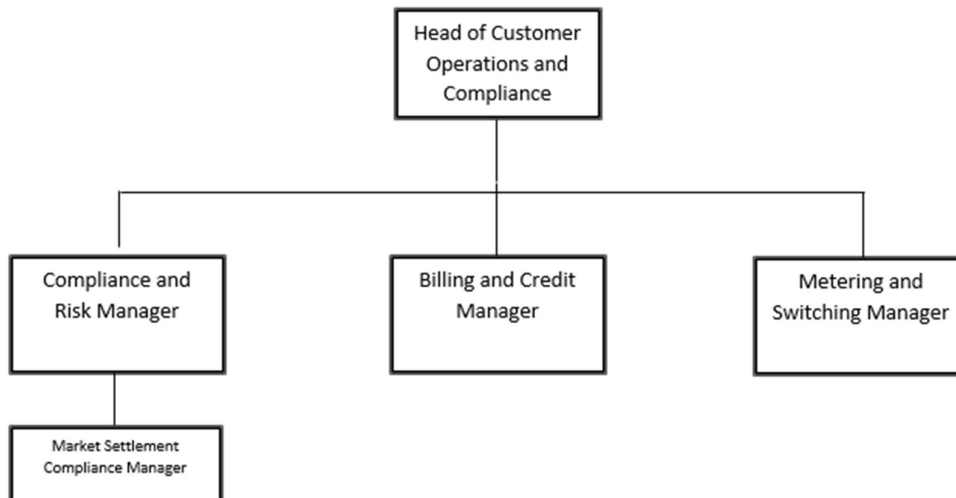 Head of Customer
Operations and
Compliance
Compliance and
Risk Manager
Billing and Credit
Manager
Metering and
Switching Manager
Market Settlement
Compliance Manager